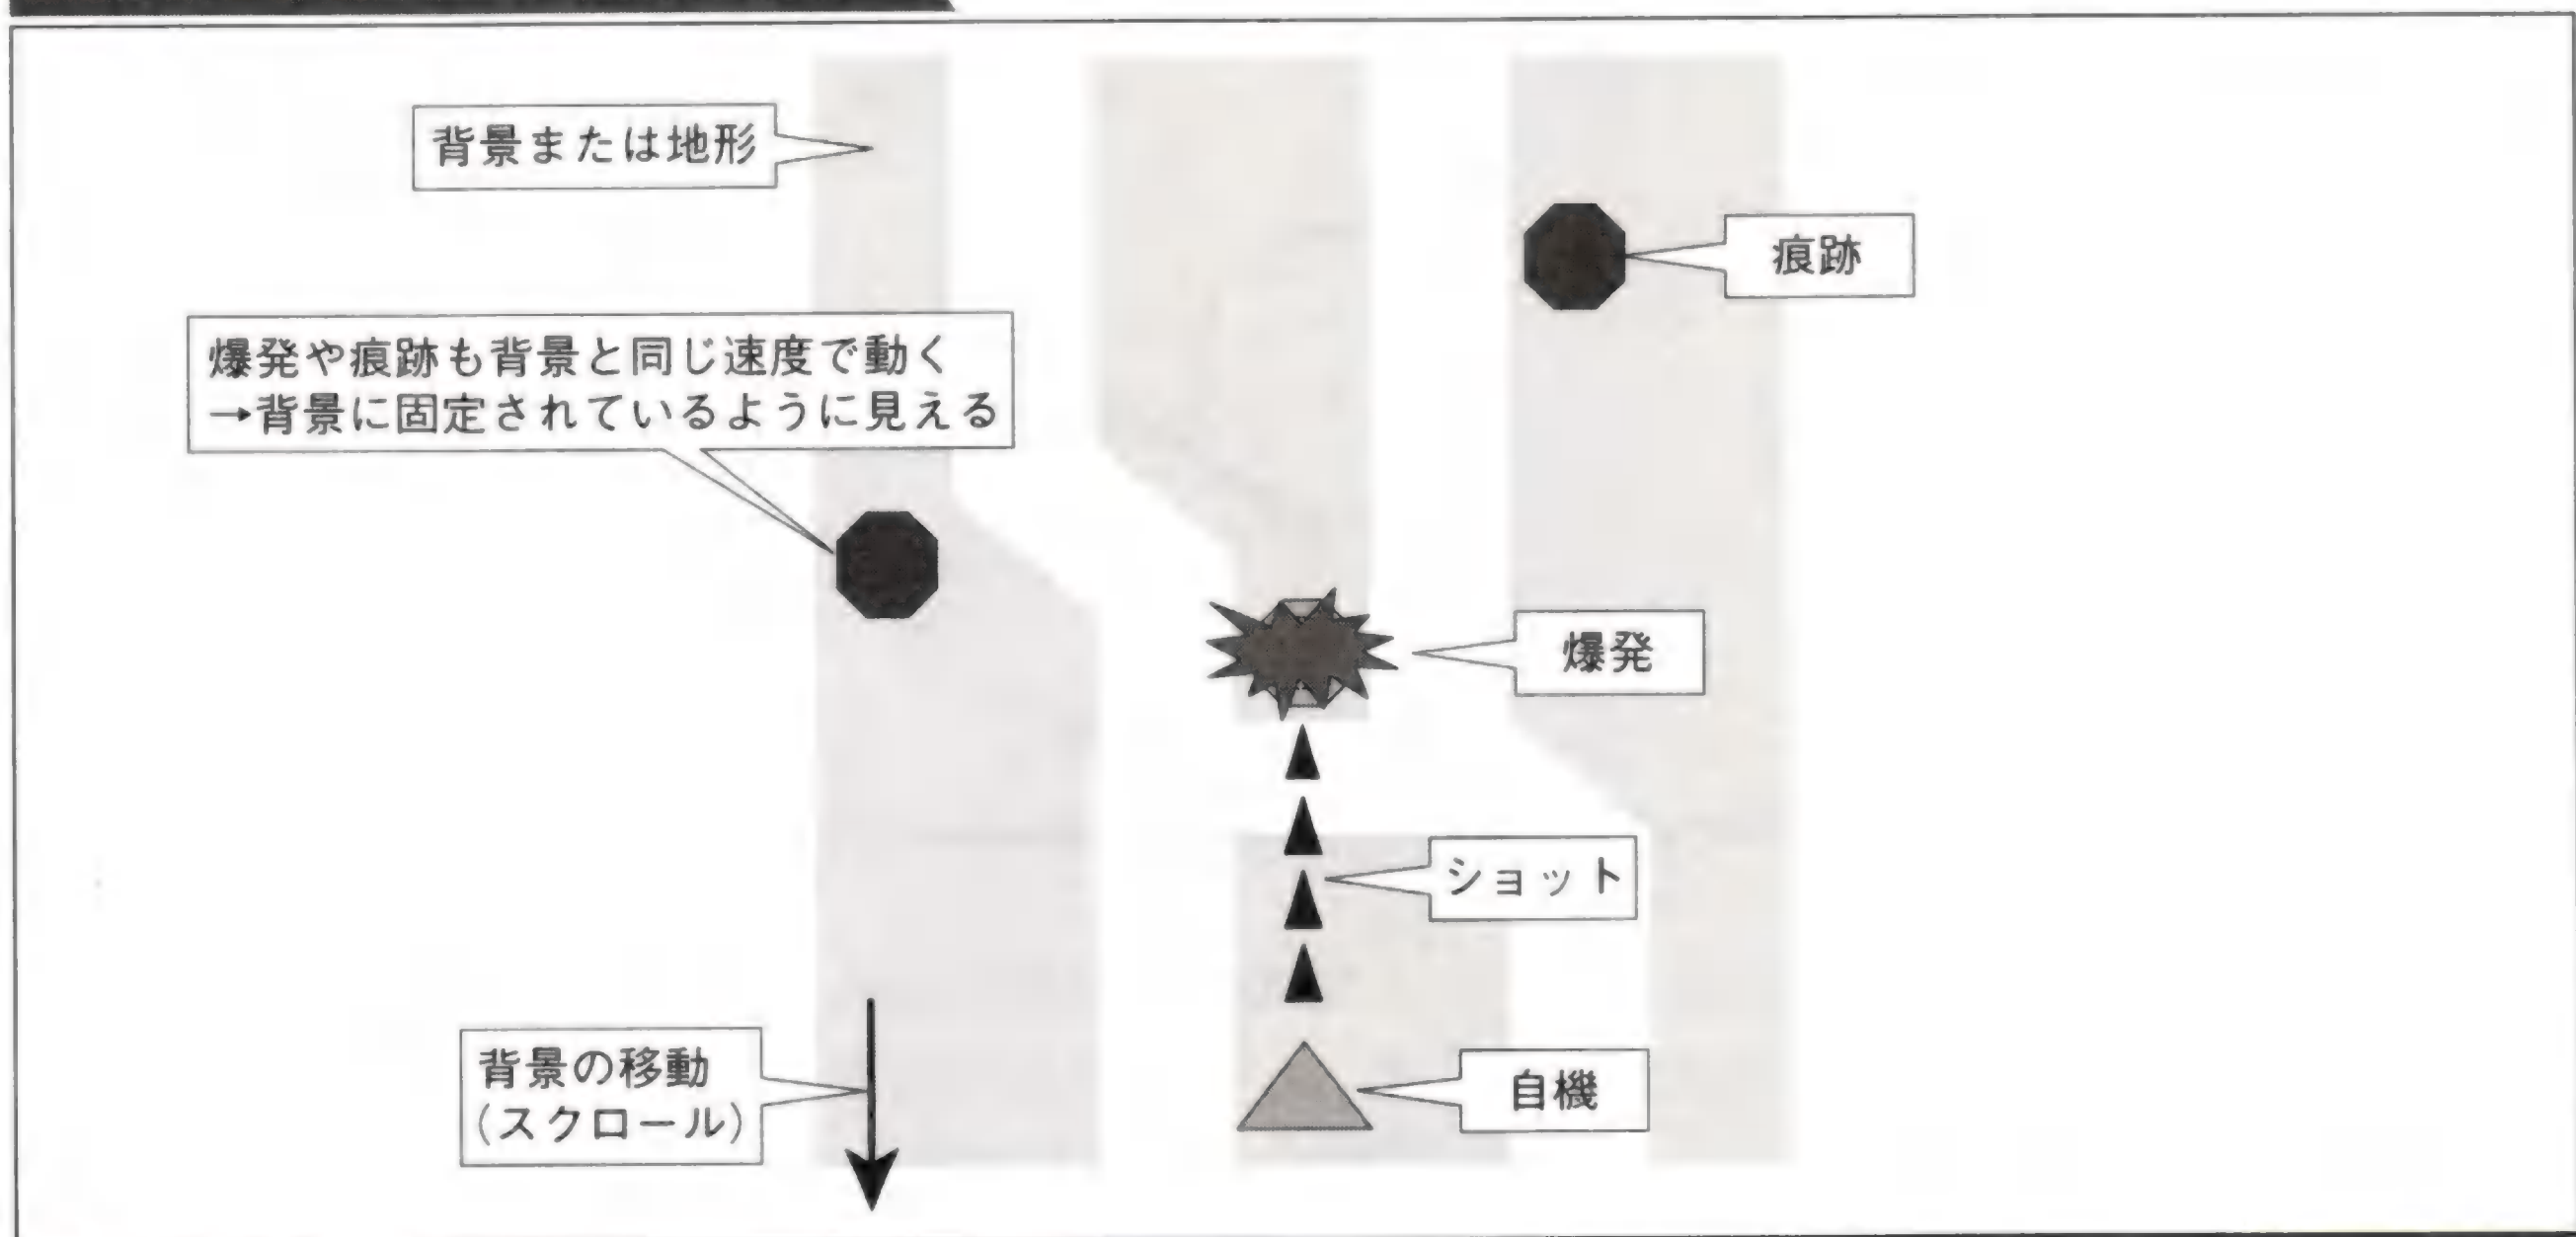 背景または地形
痕跡
爆発や痕跡も背景と同じ速度で動く
→背景に固定されているように見える
爆発
ショット
背景の移動
(スクロール)
自機